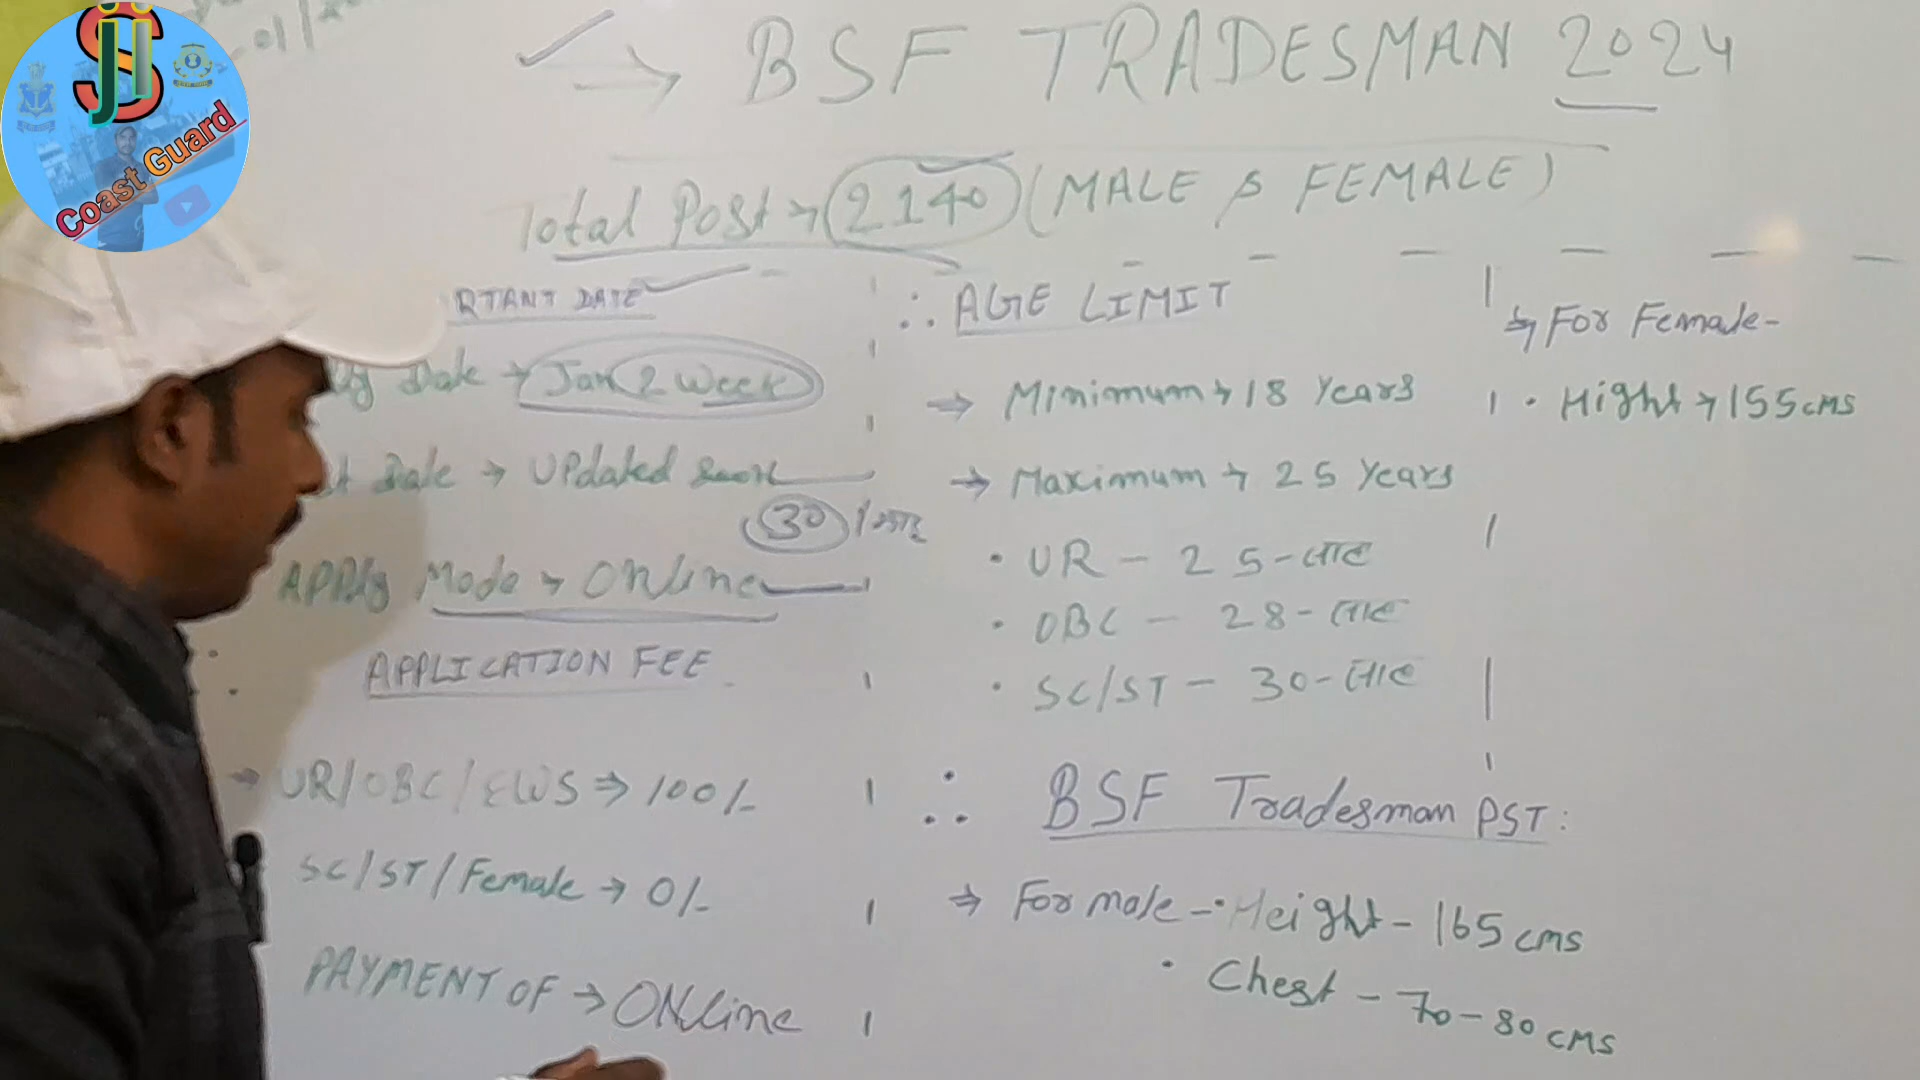 S
ji
Coast Guard
BSF TRADESMAN 2024
Total Post → 2140 (MALE & FEMALE)
RTANT DATE
Date → Jan 2 Week
Date → UPdated soon
30
APPly Mode → ONline
APPLICATION FEE
→ UR/OBC/EWS ⇒ 100/-
SC/ST/Female → 0/-
PAYMENT OF → ONLine
∴ AGE LIMIT
→ Minimum → 18 Years
→ Maximum → 25 Years
• UR - 25-साल
• OBC - 28-साल
• SC/ST - 30-साल
∴ BSF Tradesman PST:
⇒ For male - • Height - 165 cms
• Chest - 70-80 cms
For Female-
• Hight → 155 cms